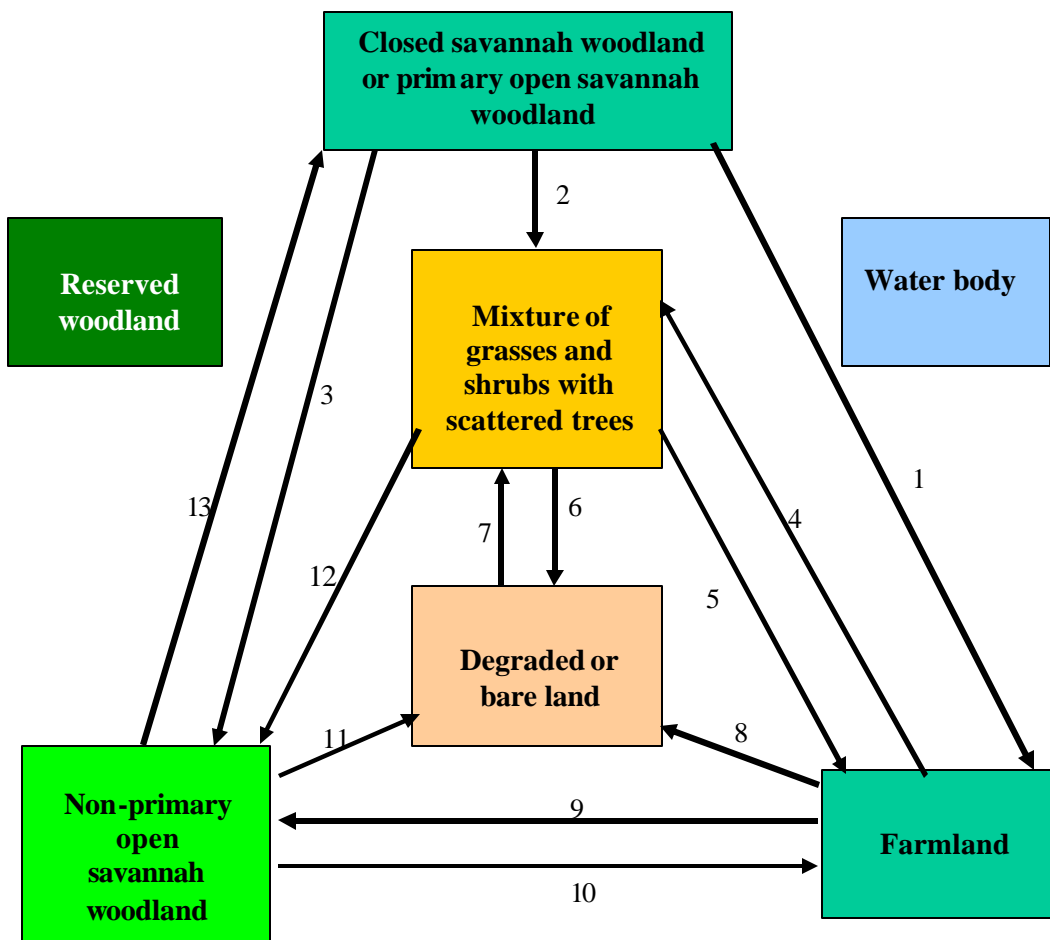 Closed savannah woodland
or primary open savannah
woodland
2
Reserved
woodland
Water body
Mixture of
grasses and
shrubs with
scattered trees
3
1
13
6
4
7
12
5
Degraded or
bare land
11
8
Non-primary
open
savannah
woodland
9
Farmland
10